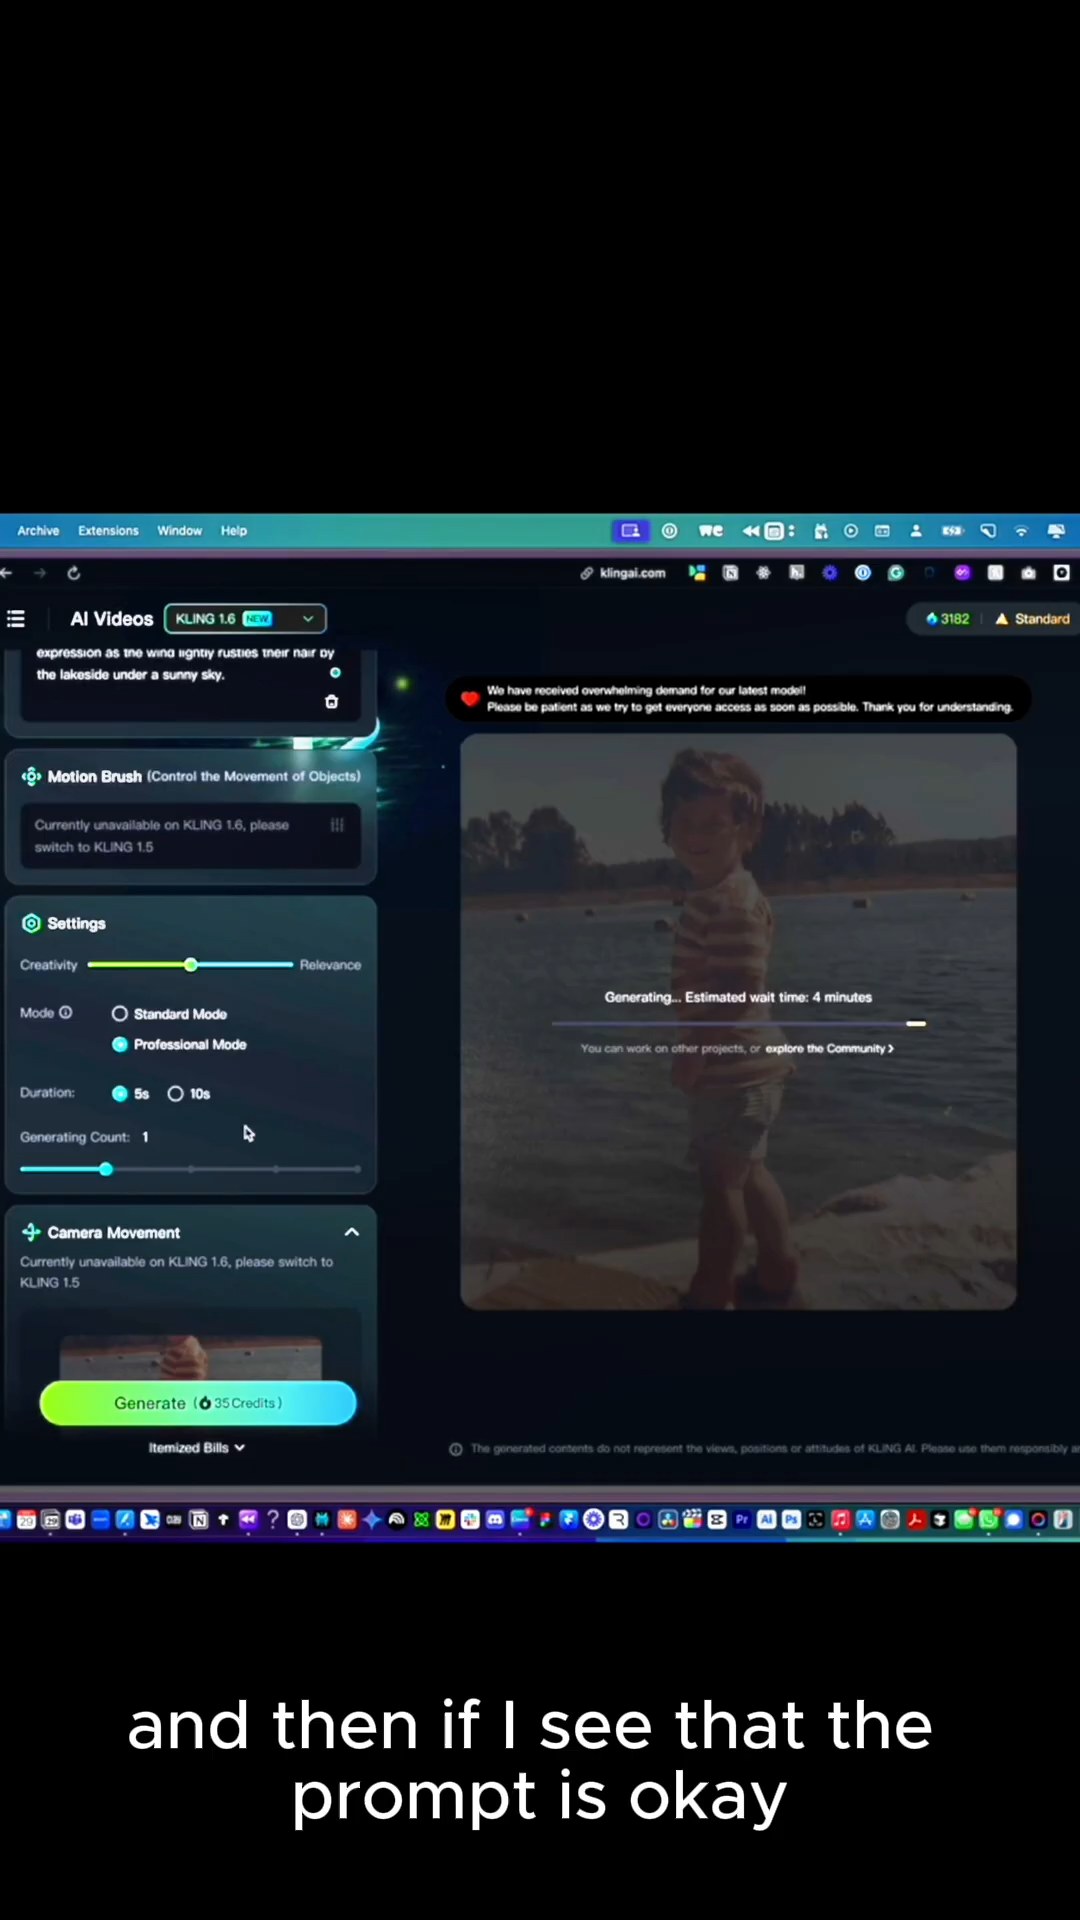 Archive Extensions Window Help
klingai.com
AI Videos KLING 1.6 NEW
3182 Standard
expression as the wind lightly rustles their hair by
the lakeside under a sunny sky.
We have received overwhelming demand for our latest model!
Please be patient as we try to get everyone access as soon as possible. Thank you for understanding.
Motion Brush (Control the Movement of Objects)
Currently unavailable on KLING 1.6, please
switch to KLING 1.5
Settings
Creativity Relevance
Mode Standard Mode
Professional Mode
Duration: 5s 10s
Generating Count: 1
Generating... Estimated wait time: 4 minutes
You can work on other projects, or explore the Community >
Camera Movement
Currently unavailable on KLING 1.6, please switch to
KLING 1.5
Generate (35 Credits)
Itemized Bills
The generated contents do not represent the views, positions or attitudes of KLING AI. Please use them responsibly
and then if I see that the
prompt is okay